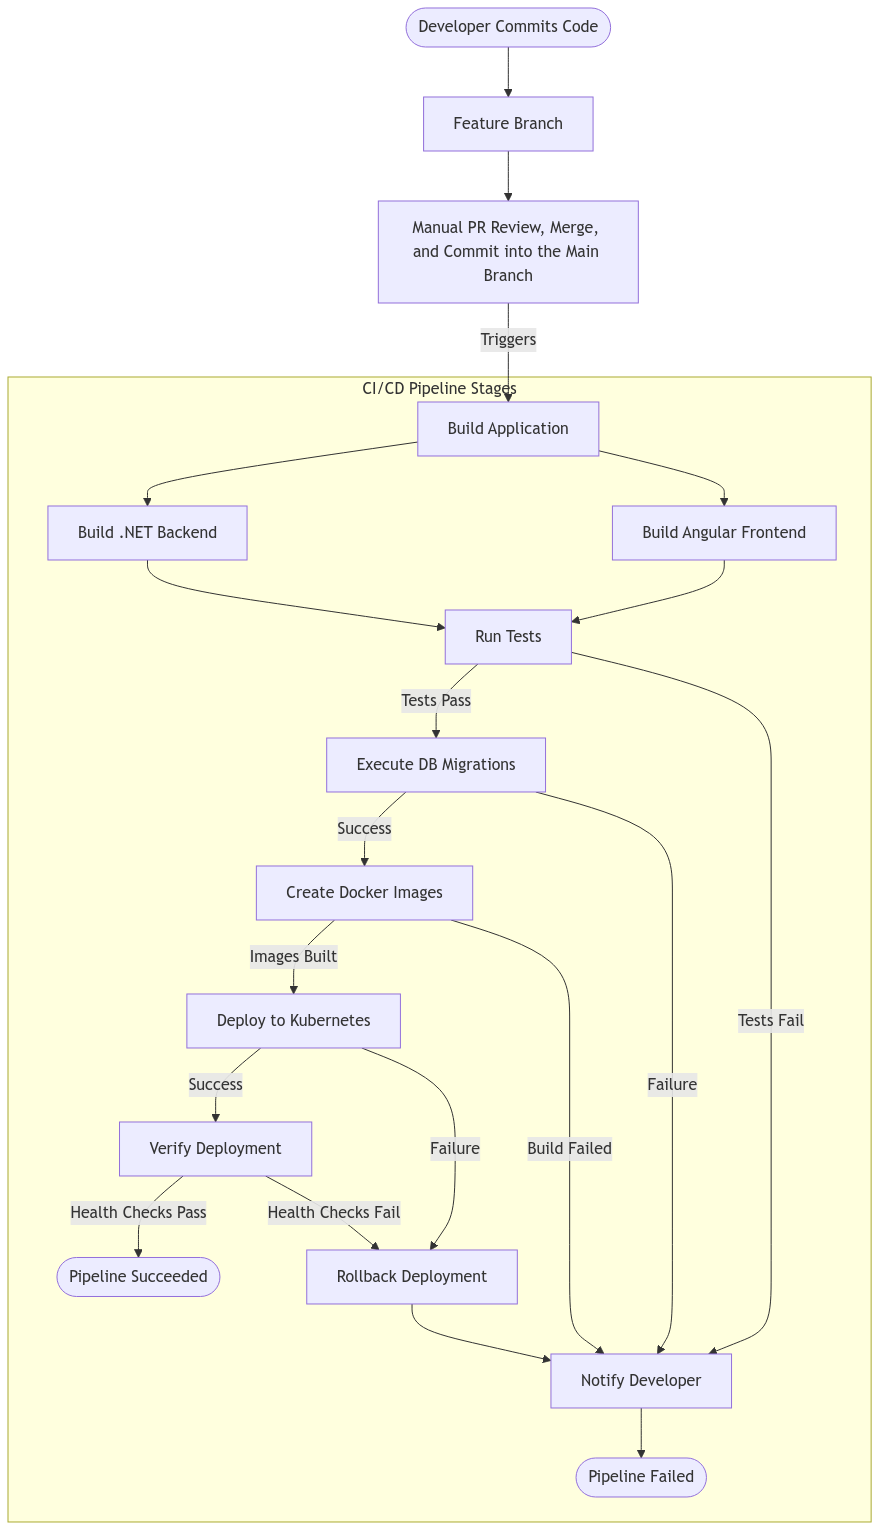 Developer Commits Code
Feature Branch
Manual PR Review, Merge,
and Commit into the Main
Branch
Triggers
CI/CD Pipeline Stages
Build Application
Build .NET Backend
Build Angular Frontend
Run Tests
Tests Pass
Execute DB Migrations
Success
Create Docker Images
Images Built
Deploy to Kubernetes
Tests Fail
Success
Failure
Verify Deployment
Failure
Build Failed
Health Checks Pass
Health Checks Fail
Pipeline Succeeded
Rollback Deployment
Notify Developer
Pipeline Failed